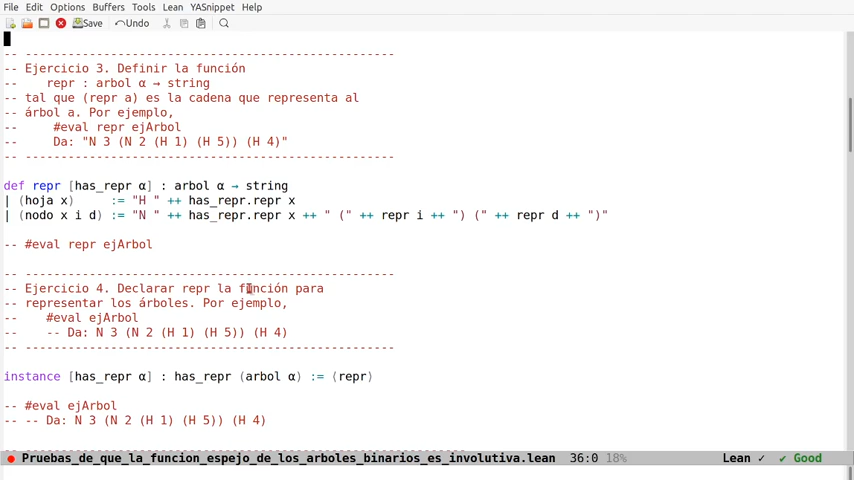 File Edit Options Buffers Tools Lean YASnippet Help
Save Undo
-- ----------------------------------------------------
-- Ejercicio 3. Definir la función
--    repr : arbol α → string
-- tal que (repr a) es la cadena que representa al
-- árbol a. Por ejemplo,
--     #eval repr ejArbol
--     Da: "N 3 (N 2 (H 1) (H 5)) (H 4)"
-- ----------------------------------------------------
def repr [has_repr α] : arbol α → string
| (hoja x)     := "H " ++ has_repr.repr x
| (nodo x i d) := "N " ++ has_repr.repr x ++ " (" ++ repr i ++ ") (" ++ repr d ++ ")"
-- #eval repr ejArbol
-- ----------------------------------------------------
-- Ejercicio 4. Declarar repr la función para
-- representar los árboles. Por ejemplo,
--    #eval ejArbol
--    -- Da: N 3 (N 2 (H 1) (H 5)) (H 4)
-- ----------------------------------------------------
instance [has_repr α] : has_repr (arbol α) := ⟨repr⟩
-- #eval ejArbol
-- -- Da: N 3 (N 2 (H 1) (H 5)) (H 4)
Pruebas_de_que_la_funcion_espejo_de_los_arboles_binarios_es_involutiva.lean 36:0 18% Lean ✓ ✔ Good